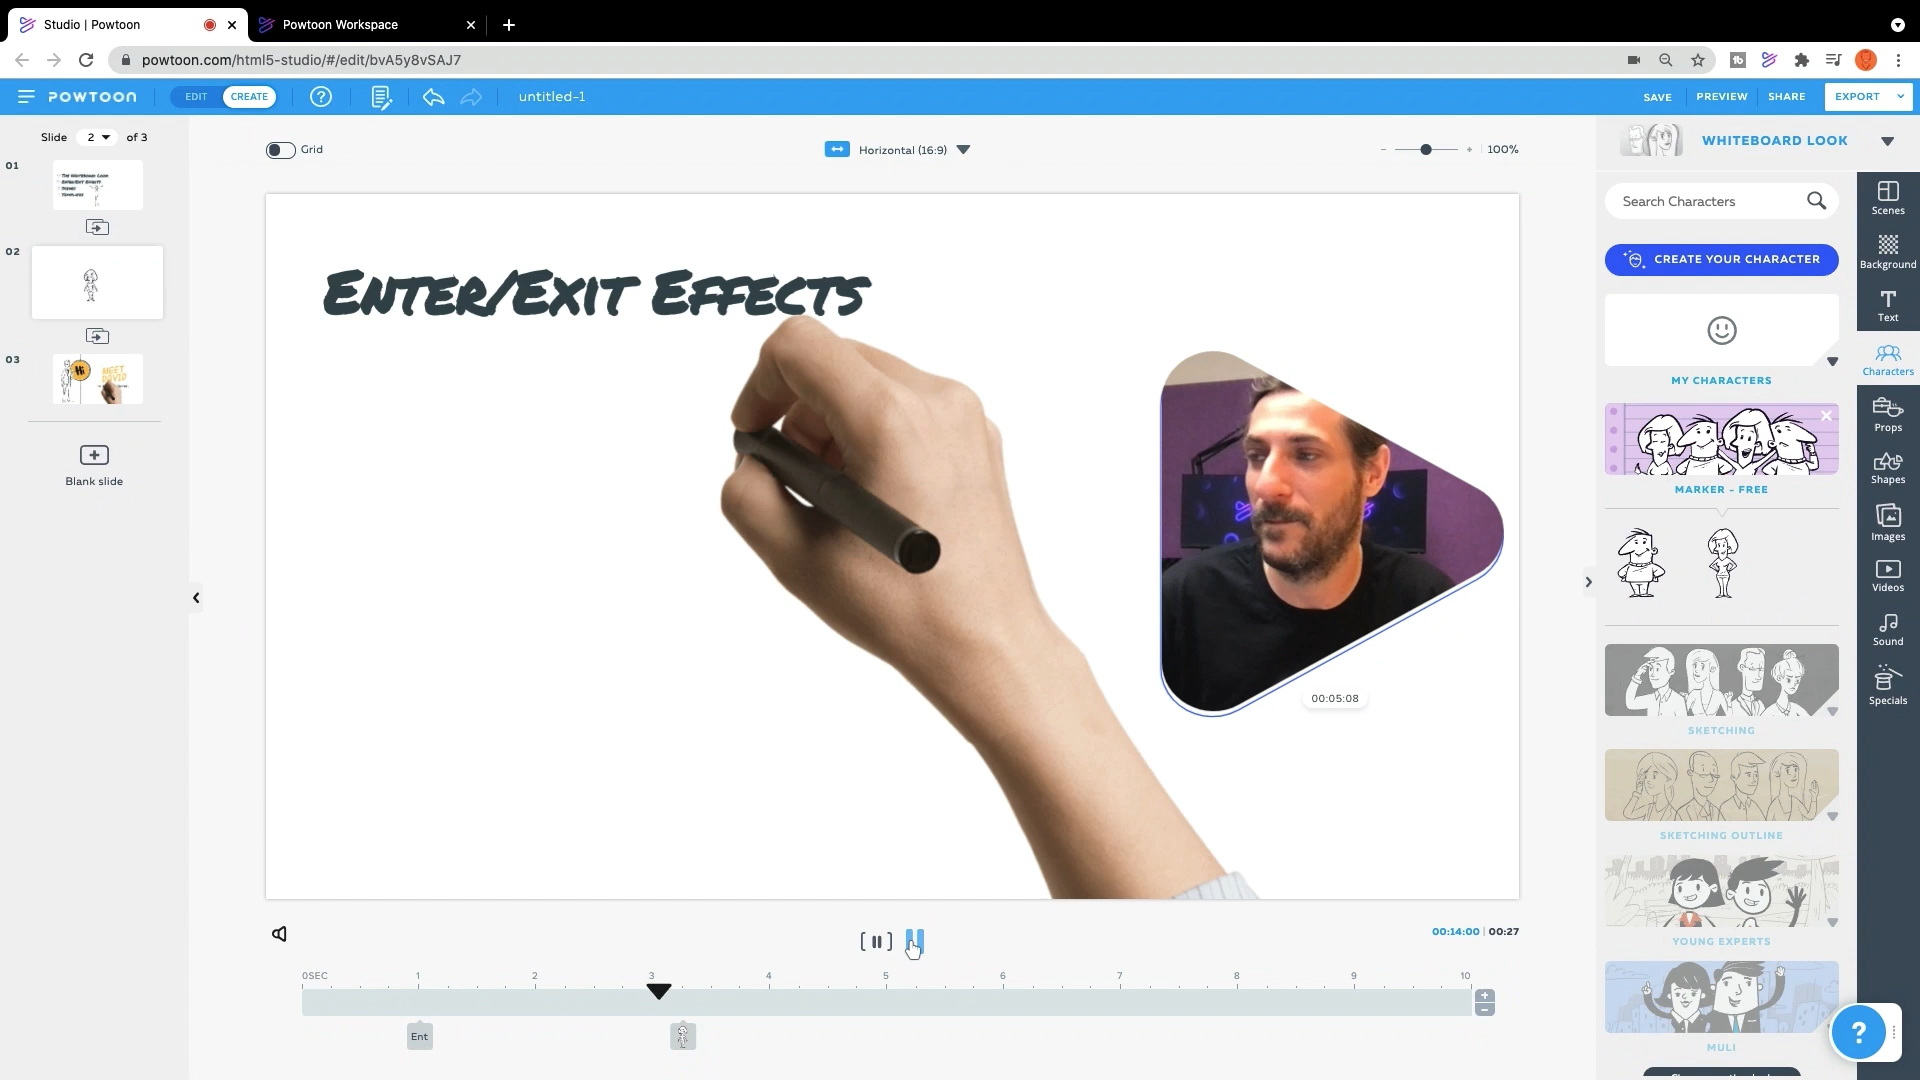 Studio | Powtoon
Powtoon Workspace
powtoon.com/html5-studio/#/edit/bvA5y8vSAJ7
POWTOON
EDIT
CREATE
untitled-1
SAVE
PREVIEW
SHARE
EXPORT
Slide 2 of 3
Grid
Horizontal (16:9)
100%
WHITEBOARD LOOK
01
02
03
Hi
MEET
DAVID
Blank slide
Enter/Exit Effects
00:05:08
Search Characters
CREATE YOUR CHARACTER
MY CHARACTERS
MARKER - FREE
SKETCHING
SKETCHING OUTLINE
YOUNG EXPERTS
MULI
Scenes
Background
Text
Characters
Props
Shapes
Images
Videos
Sound
Specials
00:14:00 | 00:27
0SEC 1 2 3 4 5 6 7 8 9 10
Ent